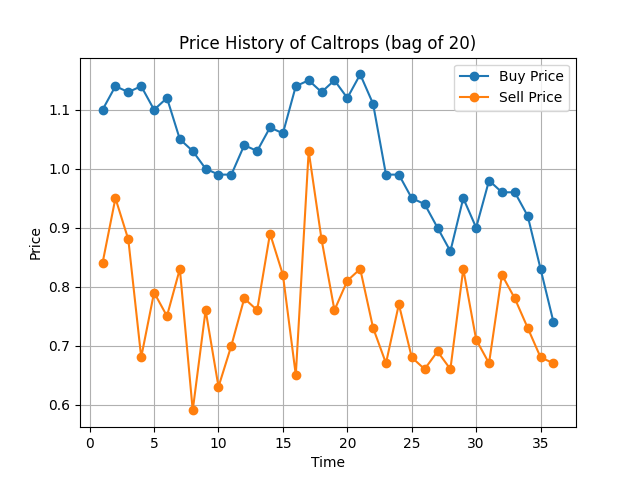 Price History of Caltrops (bag of 20)
Buy Price
Sell Price
Price
1.1
1.0
0.9
0.8
0.7
0.6
0 5 10 15 20 25 30 35
Time